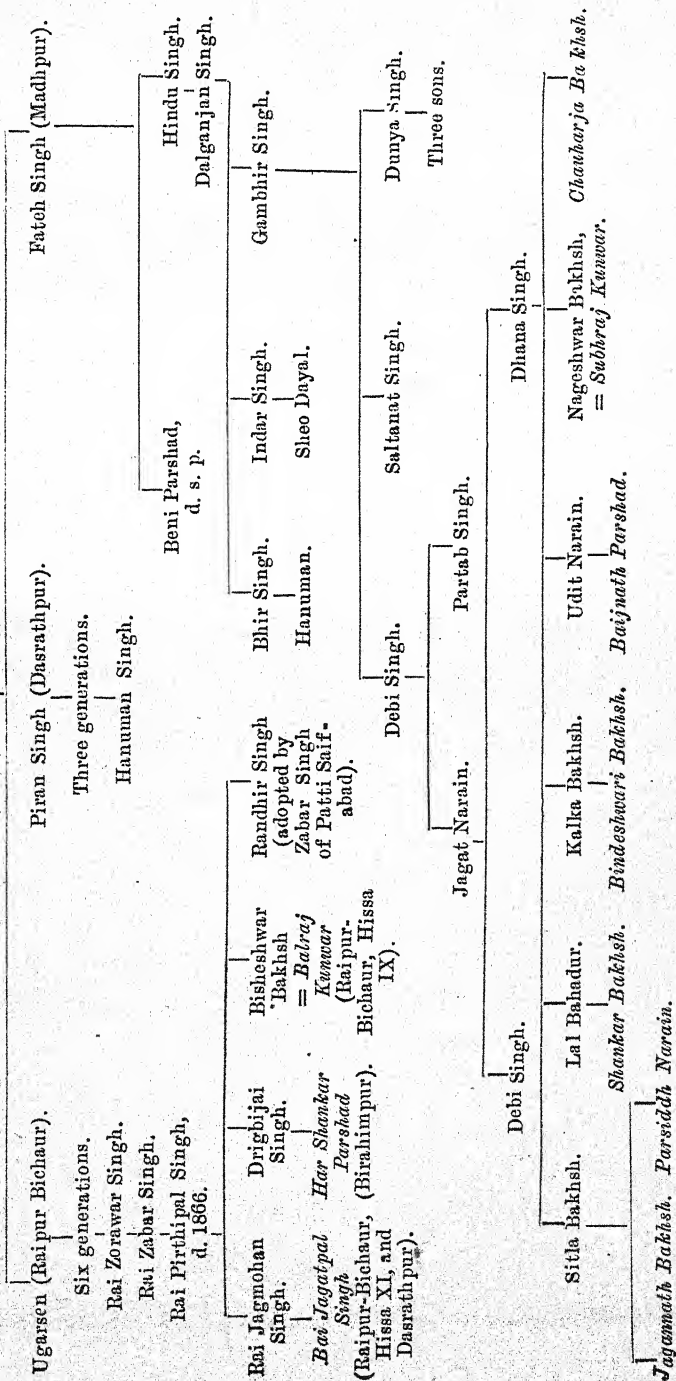 Ugarsen (Raipur Bichaur).
Piran Singh (Dasrathpur).
Fateh Singh (Madhpur).
Six generations.
Three generations.
Rai Zorawar Singh.
Hanuman Singh.
Rai Zabar Singh.
Rai Pirthipal Singh,
d. 1866.
Beni Parshad,
d. s. p.
Hindu Singh.
Dalganjan Singh.
Rai Jagmohan
Singh.
Drigbijai
Singh.
Bisheshwar
Bakhsh
= Balraj
Kunwar
(Raipur-
Bichaur, Hissa
IX).
Randhir Singh
(adopted by
Zabar Singh
of Patti Saif-
abad).
Bhir Singh.
Indar Singh.
Gambhir Singh.
Rai Jagatpal
Singh
(Raipur-Bichaur,
Hissa XI, and
Dasrathpur).
Har Shankar
Parshad
(Birahimpur).
Hanuman.
Sheo Dayal.
Debi Singh.
Saltanat Singh.
Dunya Singh.
Three sons.
Jagat Narain.
Partab Singh.
Debi Singh.
Dhana Singh.
Sitla Bakhsh.
Lal Bahadur.
Kalka Bakhsh.
Udit Narain.
Nageshwar Bakhsh,
= Subhraj Kunwar.
Chauharja Bakhsh.
Shankar Bakhsh.
Bindeshwari Bakhsh.
Baijnath Parshad.
Jagannath Bakhsh.
Parsiddh Narain.